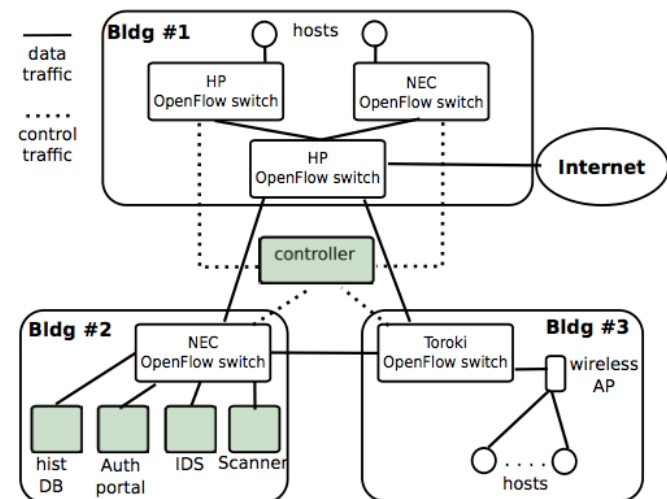 Bldg #1
hosts
data
traffic
control
traffic
HP
OpenFlow switch
NEC
OpenFlow switch
HP
OpenFlow switch
Internet
controller
Bldg #2
NEC
OpenFlow switch
hist
DB
Auth
portal
IDS
Scanner
Bldg #3
Toroki
OpenFlow switch
wireless
AP
hosts